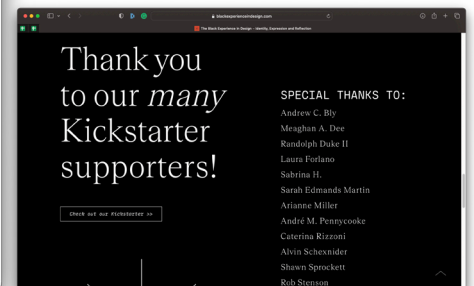 blackexperienceindesign.com
The Black Experience in Design – Identity, Expression and Reflection
Thank you
to our many
Kickstarter
supporters!
Check out our Kickstarter >>
SPECIAL THANKS TO:
Andrew C. Bly
Meaghan A. Dee
Randolph Duke II
Laura Forlano
Sabrina H.
Sarah Edmands Martin
Arianne Miller
André M. Pennycooke
Caterina Rizzoni
Alvin Schexnider
Shawn Sprockett
Rob Stenson